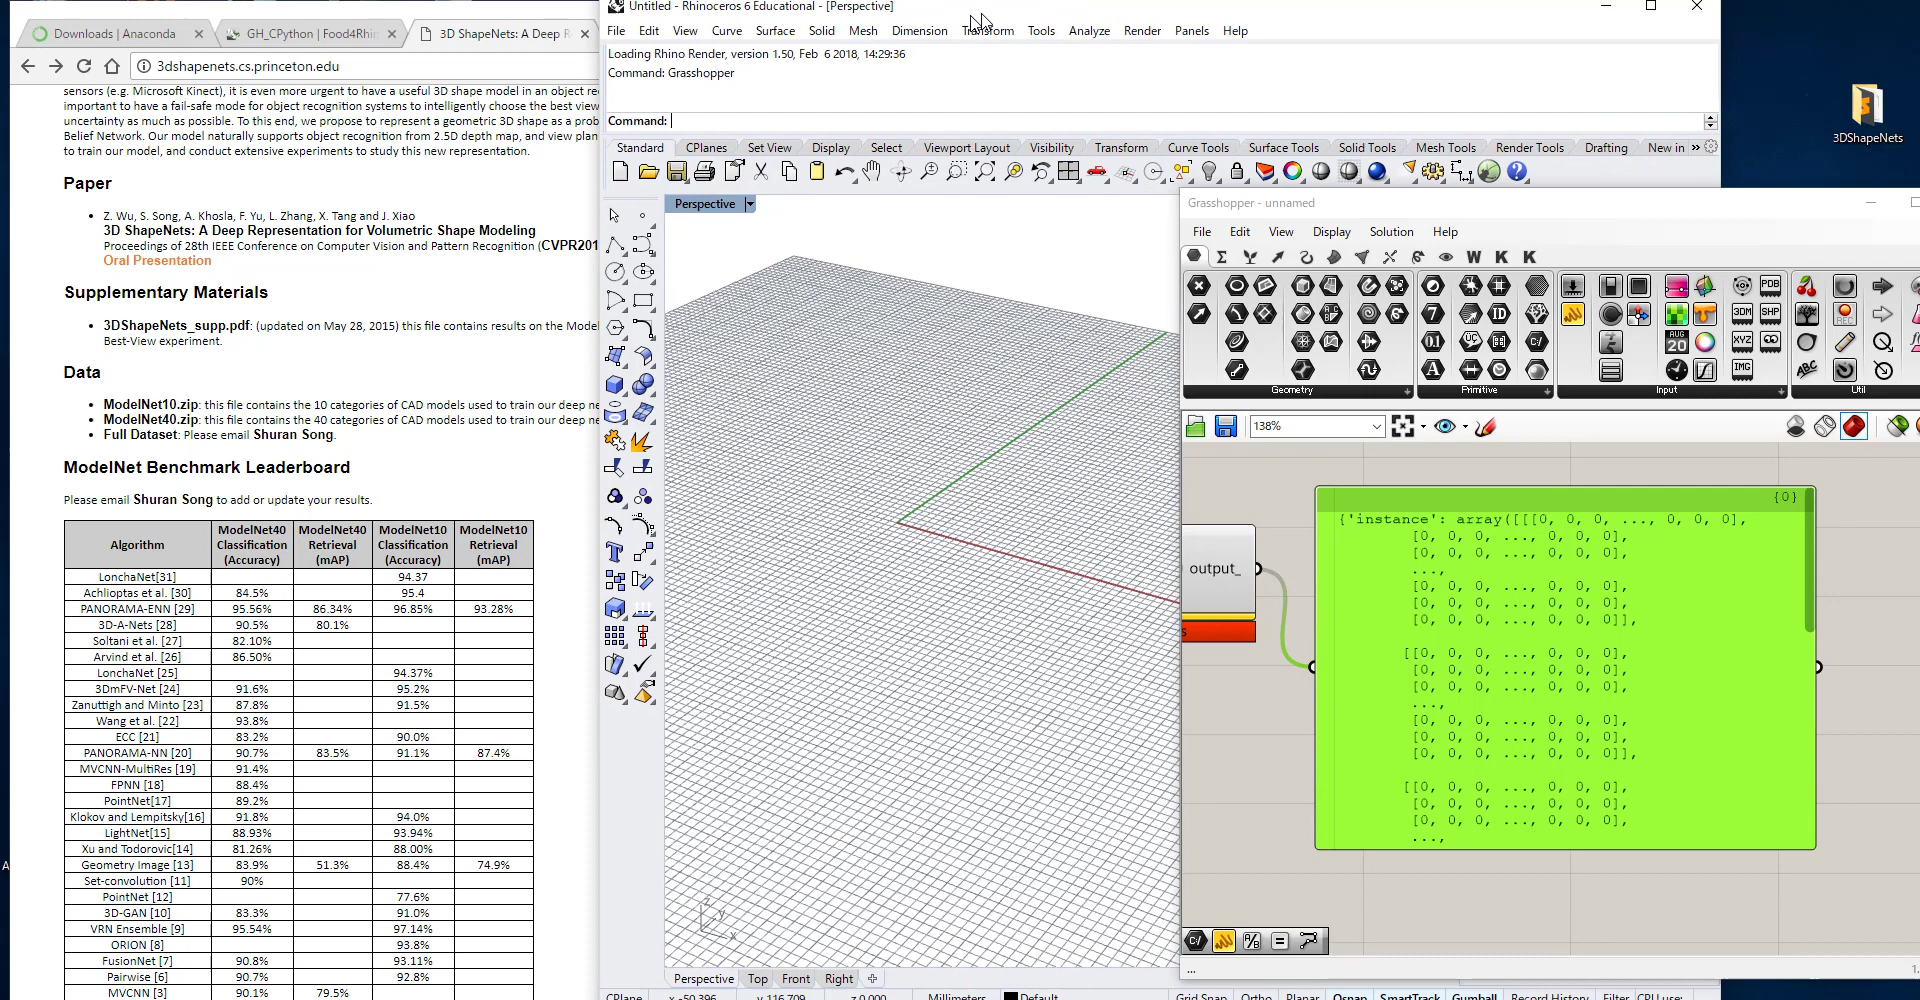 Downloads | Anaconda
GH_CPython | Food4Rhi
3D ShapeNets: A Deep R
3dshapenets.cs.princeton.edu
sensors (e.g. Microsoft Kinect), it is even more urgent to have a useful 3D shape model in an object re
important to have a fail-safe mode for object recognition systems to intelligently choose the best view
uncertainty as much as possible. To this end, we propose to represent a geometric 3D shape as a prob
Belief Network. Our model naturally supports object recognition from 2.5D depth map, and view plan
to train our model, and conduct extensive experiments to study this new representation.
Paper
Z. Wu, S. Song, A. Khosla, F. Yu, L. Zhang, X. Tang and J. Xiao
3D ShapeNets: A Deep Representation for Volumetric Shape Modeling
Proceedings of 28th IEEE Conference on Computer Vision and Pattern Recognition (CVPR201
Oral Presentation
Supplementary Materials
3DShapeNets_supp.pdf: (updated on May 28, 2015) this file contains results on the Model
Best-View experiment.
Data
ModelNet10.zip: this file contains the 10 categories of CAD models used to train our deep ne
ModelNet40.zip: this file contains the 40 categories of CAD models used to train our deep ne
Full Dataset: Please email Shuran Song.
ModelNet Benchmark Leaderboard
Please email Shuran Song to add or update your results.
Algorithm ModelNet40 Classification (Accuracy) ModelNet40 Retrieval (mAP) ModelNet10 Classification (Accuracy) ModelNet10 Retrieval (mAP)
LonchaNet[31] 94.37
Achlioptas et al. [30] 84.5% 95.4
PANORAMA-ENN [29] 95.56% 86.34% 96.85% 93.28%
3D-A-Nets [28] 90.5% 80.1%
Soltani et al. [27] 82.10%
Arvind et al. [26] 86.50%
LonchaNet [25] 94.37%
3DmFV-Net [24] 91.6% 95.2%
Zanuttigh and Minto [23] 87.8% 91.5%
Wang et al. [22] 93.8%
ECC [21] 83.2% 90.0%
PANORAMA-NN [20] 90.7% 83.5% 91.1% 87.4%
MVCNN-MultiRes [19] 91.4%
FPNN [18] 88.4%
PointNet[17] 89.2%
Klokov and Lempitsky[16] 91.8% 94.0%
LightNet[15] 88.93% 93.94%
Xu and Todorovic[14] 81.26% 88.00%
Geometry Image [13] 83.9% 51.3% 88.4% 74.9%
Set-convolution [11] 90%
PointNet [12] 77.6%
3D-GAN [10] 83.3% 91.0%
VRN Ensemble [9] 95.54% 97.14%
ORION [8] 93.8%
FusionNet [7] 90.8% 93.11%
Pairwise [6] 90.7% 92.8%
MVCNN [3] 90.1% 79.5%
Untitled - Rhinoceros 6 Educational - [Perspective]
File Edit View Curve Surface Solid Mesh Dimension Transform Tools Analyze Render Panels Help
Loading Rhino Render, version 1.50, Feb 6 2018, 14:29:36
Command: Grasshopper
Command:
Standard CPlanes Set View Display Select Viewport Layout Visibility Transform Curve Tools Surface Tools Solid Tools Mesh Tools Render Tools Drafting New in »
Perspective
z
y
x
Perspective Top Front Right
CPlane x -50.396 y 116.709 z 0.000 Millimeters Default Grid Snap Ortho Planar Osnap SmartTrack Gumball Record History Filter CPU use:
3DShapeNets
Grasshopper - unnamed
File Edit View Display Solution Help
W K K
Geometry Primitive Input Util
138%
output_
s
{0}
{'instance': array([[[0, 0, 0, ..., 0, 0, 0],
[0, 0, 0, ..., 0, 0, 0],
[0, 0, 0, ..., 0, 0, 0],
...,
[0, 0, 0, ..., 0, 0, 0],
[0, 0, 0, ..., 0, 0, 0],
[0, 0, 0, ..., 0, 0, 0]],
[[0, 0, 0, ..., 0, 0, 0],
[0, 0, 0, ..., 0, 0, 0],
[0, 0, 0, ..., 0, 0, 0],
...,
[0, 0, 0, ..., 0, 0, 0],
[0, 0, 0, ..., 0, 0, 0],
[0, 0, 0, ..., 0, 0, 0]],
[[0, 0, 0, ..., 0, 0, 0],
[0, 0, 0, ..., 0, 0, 0],
[0, 0, 0, ..., 0, 0, 0],
...,